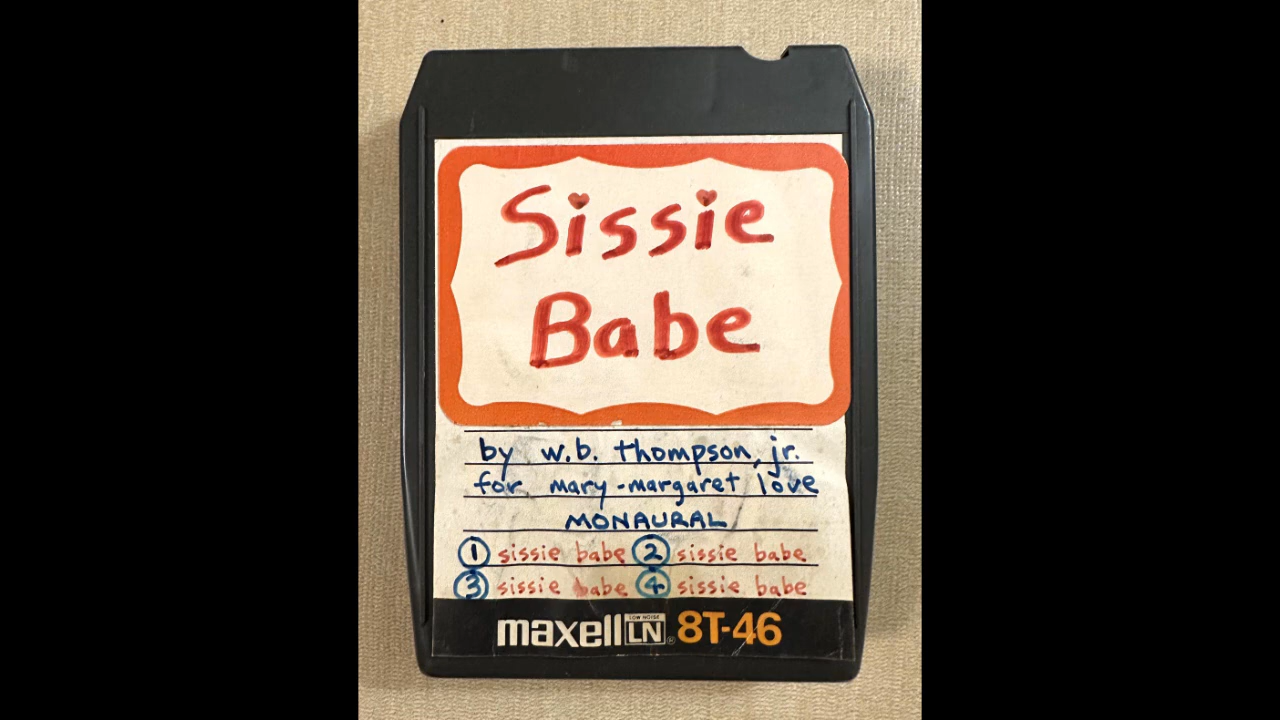 Sissie
Babe
by w.b. thompson, jr.
for mary-margaret love
MONAURAL
1 sissie babe 2 sissie babe
3 sissie babe 4 sissie babe
maxell LOW NOISE LN® 8T-46